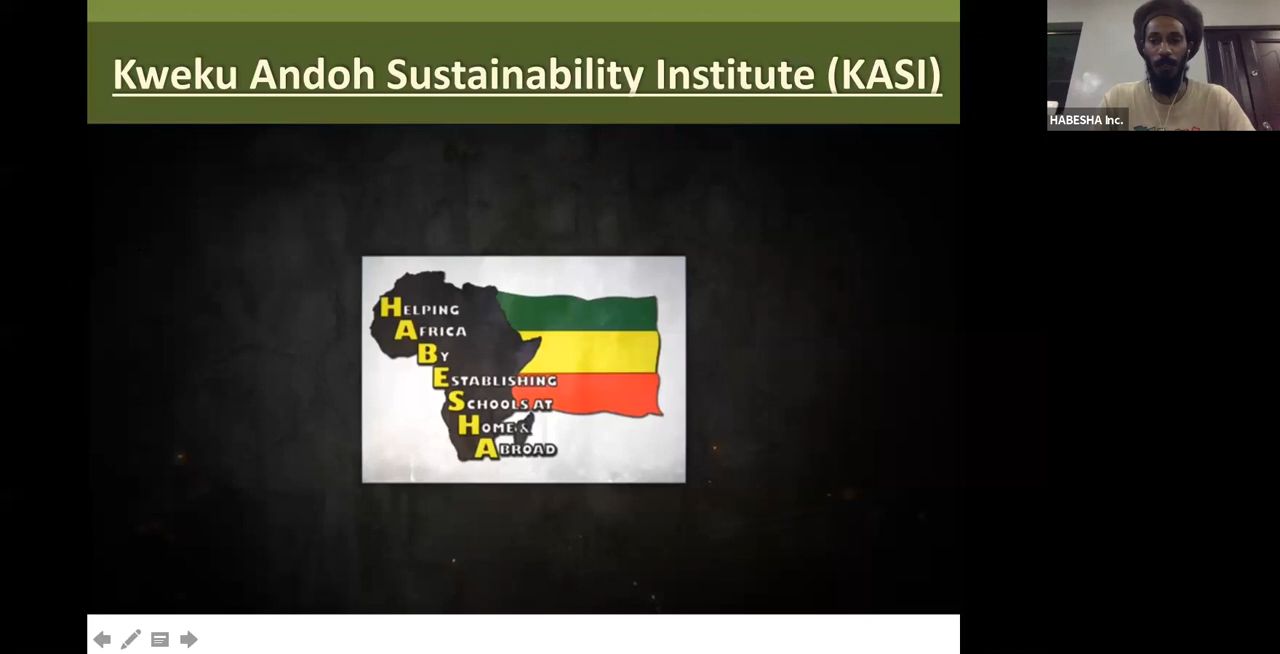 Kweku Andoh Sustainability Institute (KASI)
HABESHA Inc.
HELPING
AFRICA
BY
ESTABLISHING
SCHOOLS AT
HOME &
ABROAD